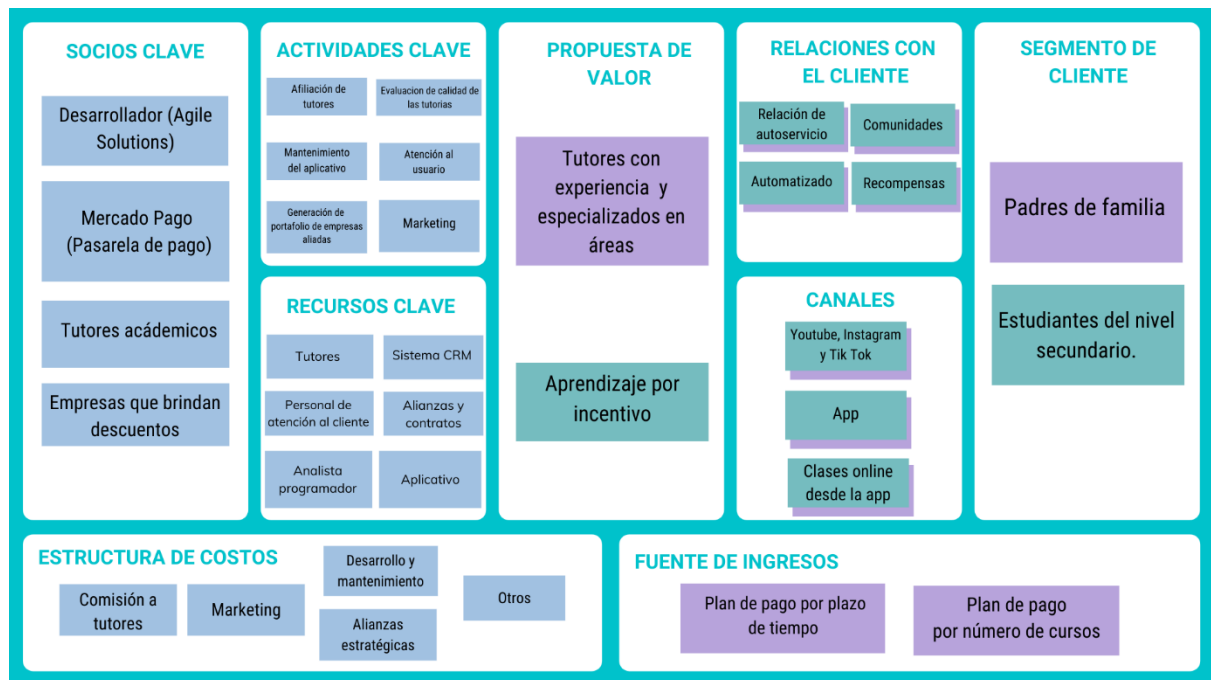 SOCIOS CLAVE
Desarrollador (Agile
Solutions)
Mercado Pago
(Pasarela de pago)
Tutores acádemicos
Empresas que brindan
descuentos
ACTIVIDADES CLAVE
Afiliación de
tutores
Evaluacion de calidad de
las tutorias
Mantenimiento
del aplicativo
Atención al
usuario
Generación de
portafolio de empresas
aliadas
Marketing
RECURSOS CLAVE
Tutores
Sistema CRM
Personal de
atención al cliente
Alianzas y
contratos
Analista
programador
Aplicativo
PROPUESTA DE
VALOR
Tutores con
experiencia y
especializados en
áreas
Aprendizaje por
incentivo
RELACIONES CON
EL CLIENTE
Relación de
autoservicio
Comunidades
Automatizado
Recompensas
CANALES
Youtube, Instagram
y Tik Tok
App
Clases online
desde la app
SEGMENTO DE
CLIENTE
Padres de familia
Estudiantes del nivel
secundario.
ESTRUCTURA DE COSTOS
Comisión a
tutores
Marketing
Desarrollo y
mantenimiento
Alianzas
estratégicas
Otros
FUENTE DE INGRESOS
Plan de pago por plazo
de tiempo
Plan de pago
por número de cursos